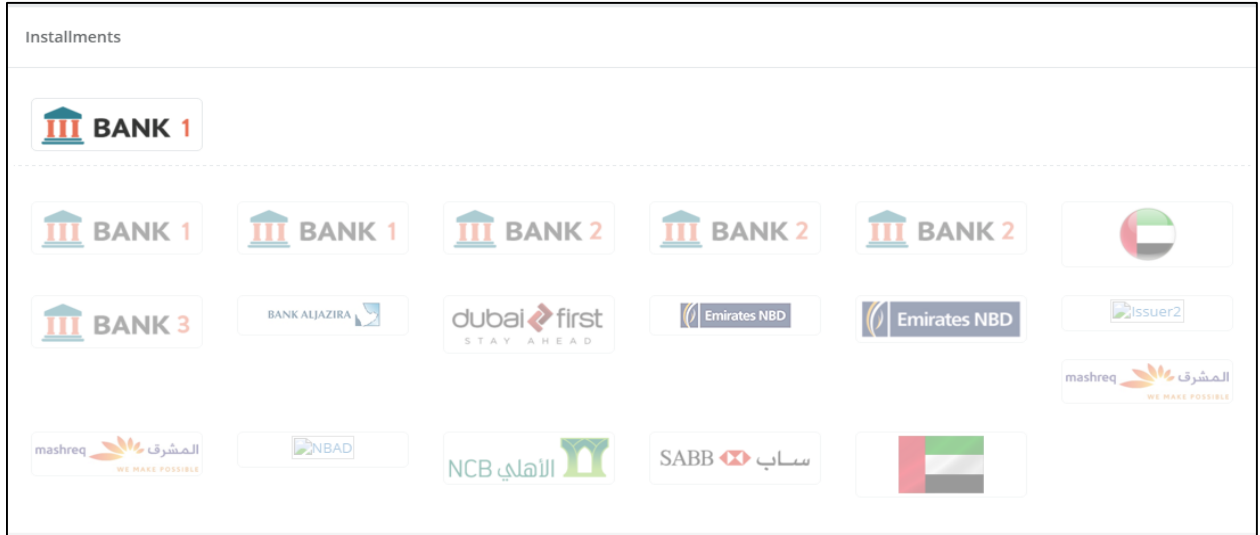 Installments
BANK 1
BANK 1
BANK 1
BANK 2
BANK 2
BANK 2
BANK 3
BANK ALJAZIRA
dubai first
STAY AHEAD
Emirates NBD
Emirates NBD
Issuer2
mashreq المشرق
WE MAKE POSSIBLE
mashreq المشرق
WE MAKE POSSIBLE
NBAD
NCB الأهلي
SABB ساب